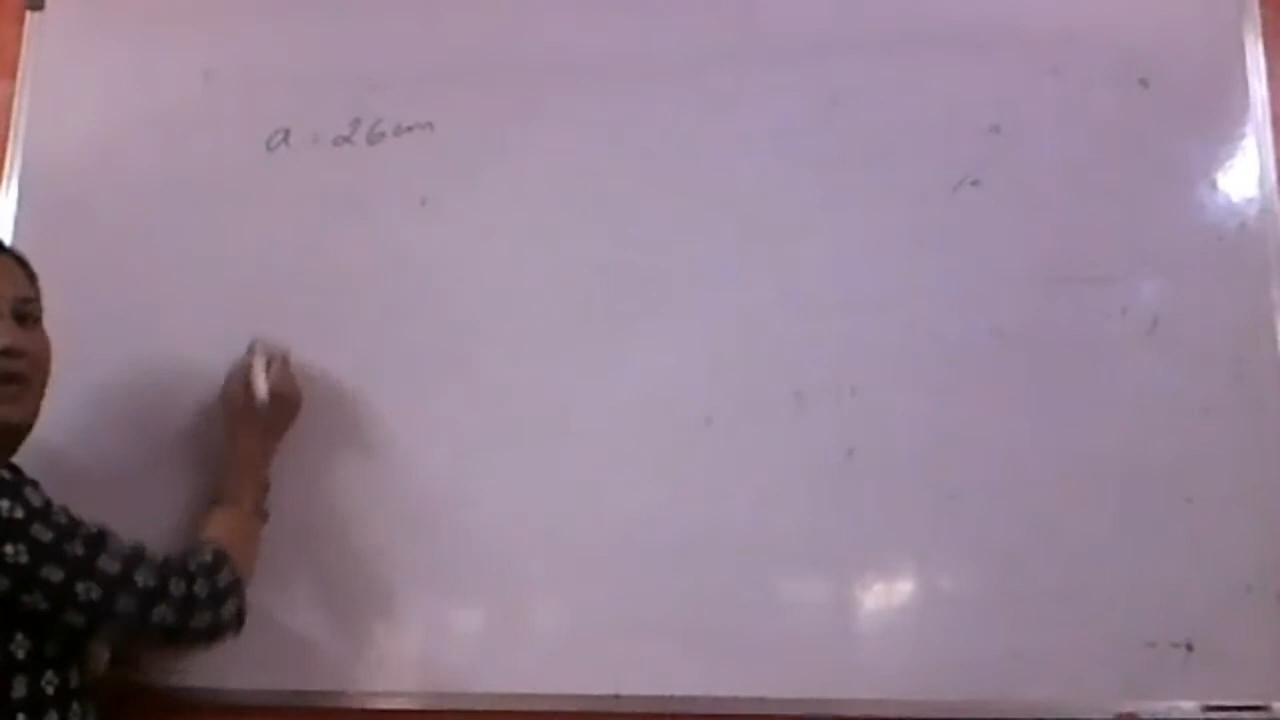 a = 26cm